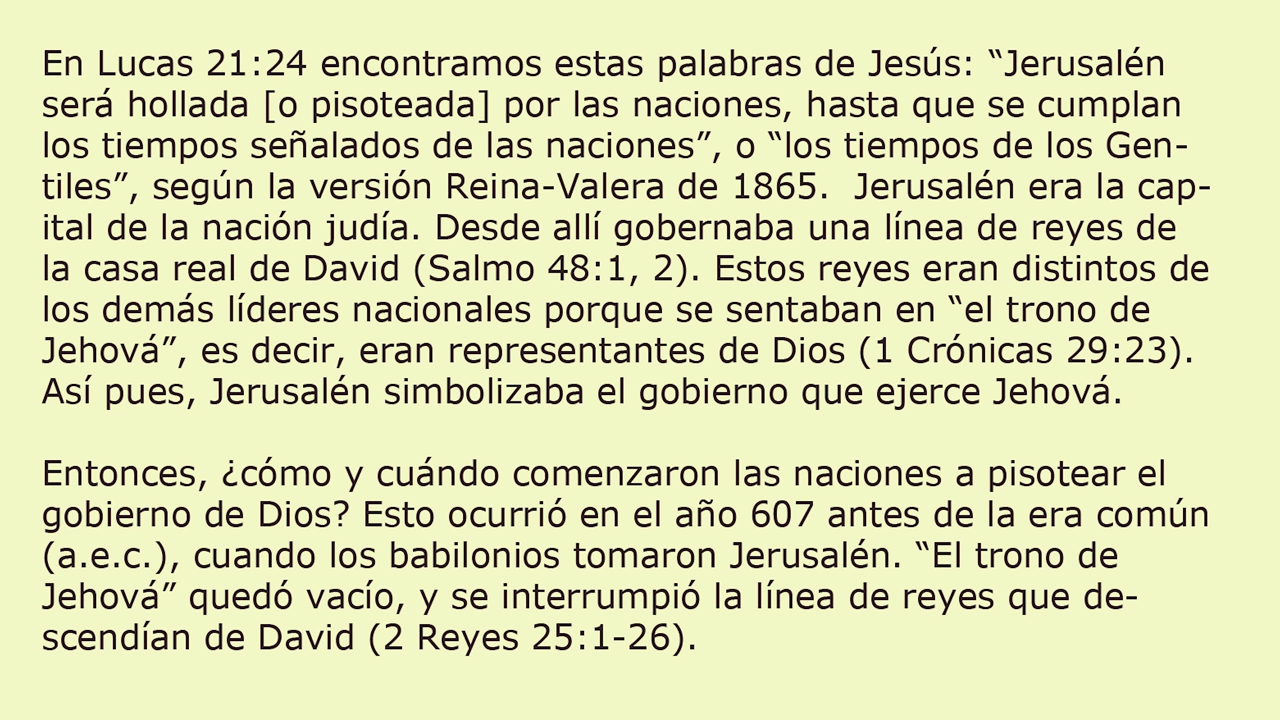 En Lucas 21:24 encontramos estas palabras de Jesús: “Jerusalén
será hollada [o pisoteada] por las naciones, hasta que se cumplan
los tiempos señalados de las naciones”, o “los tiempos de los Gen-
tiles”, según la versión Reina-Valera de 1865.  Jerusalén era la cap-
ital de la nación judía. Desde allí gobernaba una línea de reyes de
la casa real de David (Salmo 48:1, 2). Estos reyes eran distintos de
los demás líderes nacionales porque se sentaban en “el trono de
Jehová”, es decir, eran representantes de Dios (1 Crónicas 29:23).
Así pues, Jerusalén simbolizaba el gobierno que ejerce Jehová.

Entonces, ¿cómo y cuándo comenzaron las naciones a pisotear el
gobierno de Dios? Esto ocurrió en el año 607 antes de la era común
(a.e.c.), cuando los babilonios tomaron Jerusalén. “El trono de
Jehová” quedó vacío, y se interrumpió la línea de reyes que de-
scendían de David (2 Reyes 25:1-26).